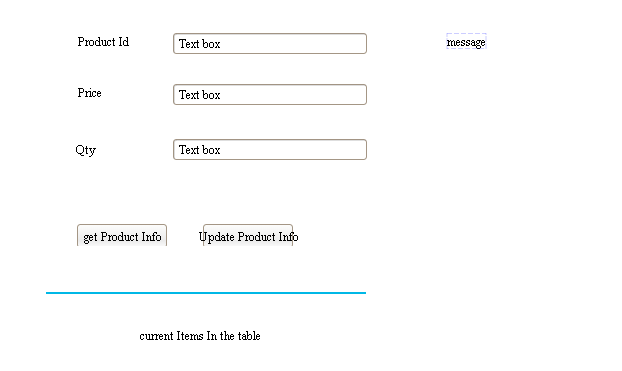 Product Id Text box message
Price Text box
Qty Text box
get Product Info Update Product Info
current Items In the table